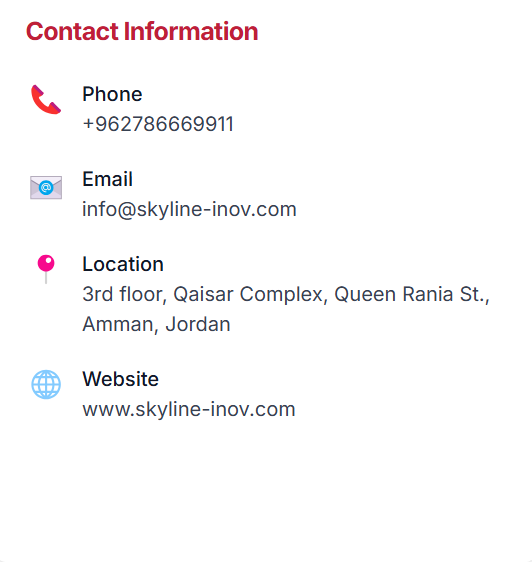 Contact Information
Phone
+962786669911
Email
info@skyline-inov.com
Location
3rd floor, Qaisar Complex, Queen Rania St.,
Amman, Jordan
Website
www.skyline-inov.com